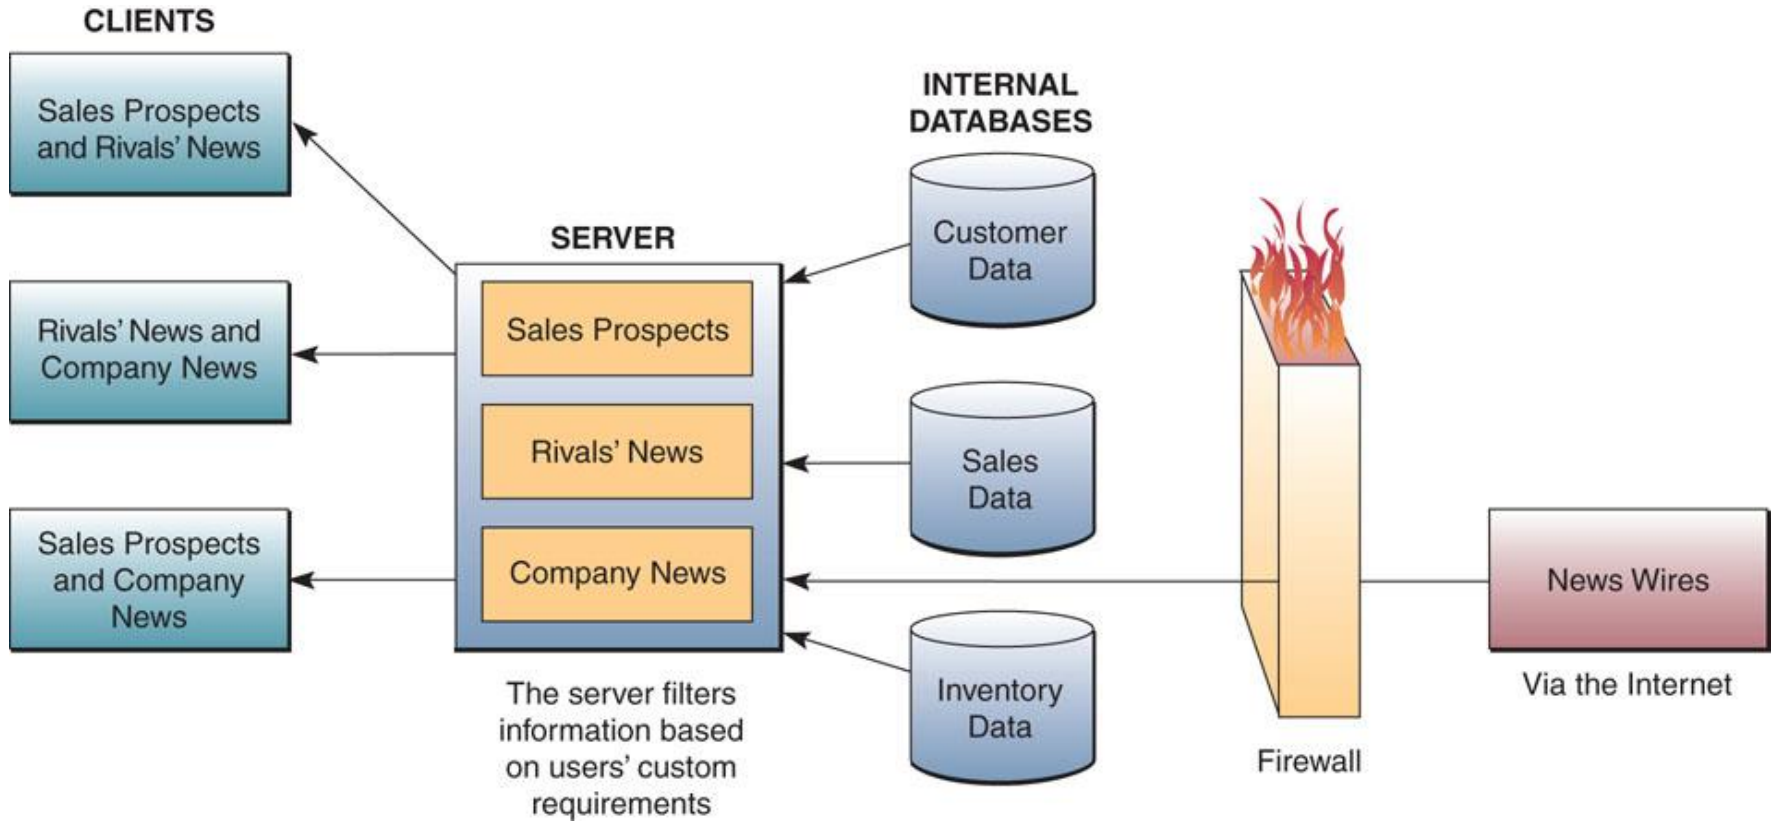 CLIENTS
Sales Prospects
and Rivals’ News
Rivals’ News and
Company News
Sales Prospects
and Company
News
SERVER
Sales Prospects
Rivals’ News
Company News
The server filters
information based
on users’ custom
requirements
INTERNAL
DATABASES
Customer
Data
Sales
Data
Inventory
Data
Firewall
News Wires
Via the Internet